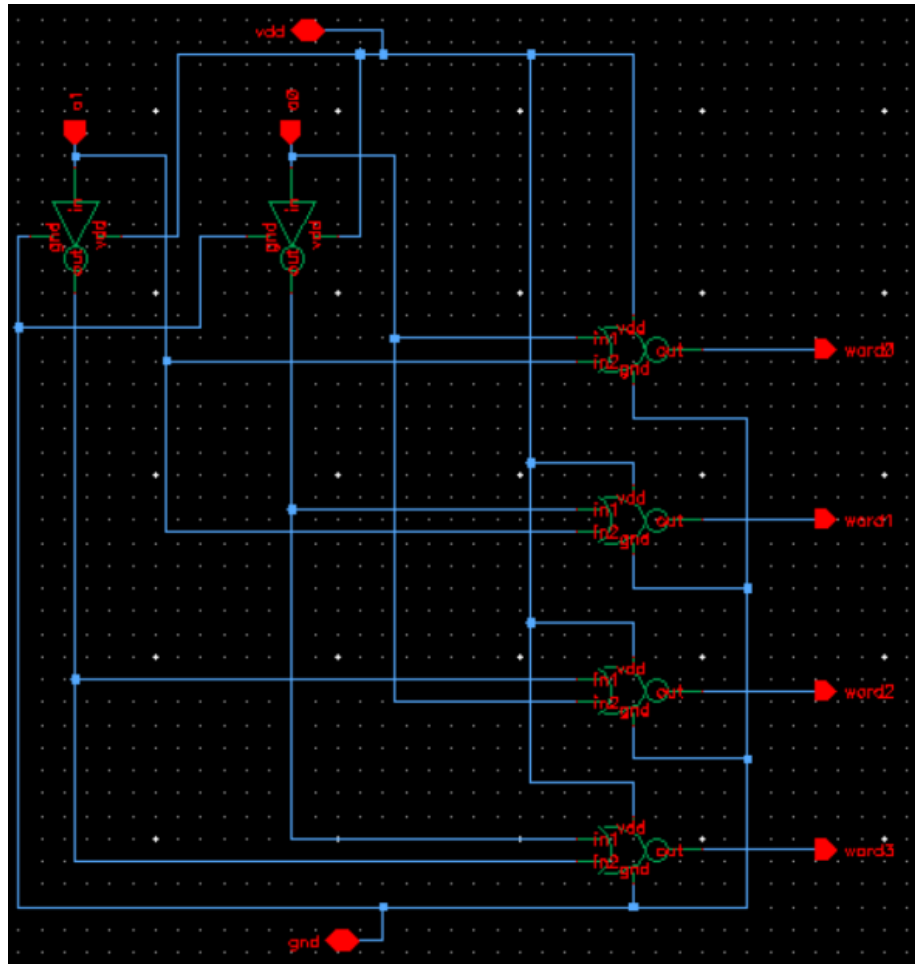 vdd
a1
a0
in
in
gnd
vdd
gnd
vdd
out
out
vdd
in1
out
word0
in2
gnd
vdd
in1
out
word1
in2
gnd
vdd
in1
out
word2
in2
gnd
vdd
in1
out
word3
in2
gnd
gnd